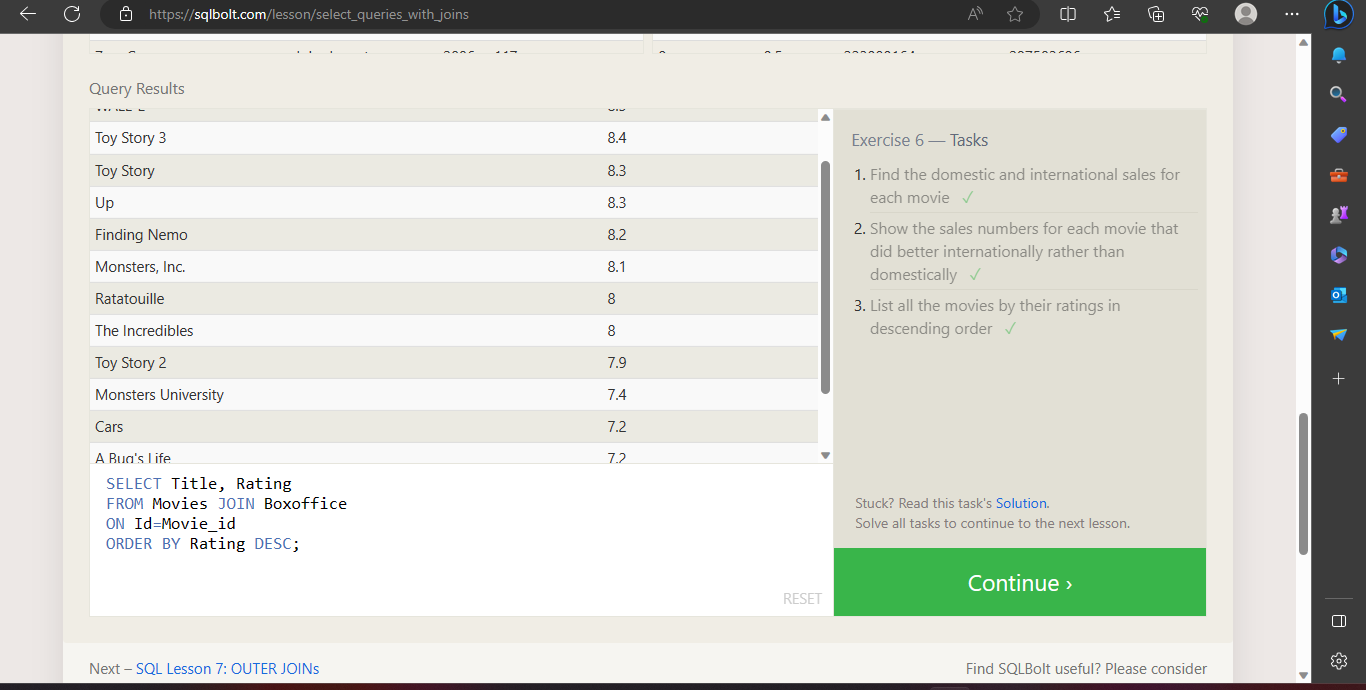 https://sqlbolt.com/lesson/select_queries_with_joins
Query Results
Toy Story 3 8.4
Toy Story 8.3
Up 8.3
Finding Nemo 8.2
Monsters, Inc. 8.1
Ratatouille 8
The Incredibles 8
Toy Story 2 7.9
Monsters University 7.4
Cars 7.2
A Bug's Life 7.2
SELECT Title, Rating
FROM Movies JOIN Boxoffice
ON Id=Movie_id
ORDER BY Rating DESC;
RESET
Exercise 6 — Tasks
1. Find the domestic and international sales for
each movie ✓
2. Show the sales numbers for each movie that
did better internationally rather than
domestically ✓
3. List all the movies by their ratings in
descending order ✓
Stuck? Read this task's Solution.
Solve all tasks to continue to the next lesson.
Continue ›
Next – SQL Lesson 7: OUTER JOINs
Find SQLBolt useful? Please consider